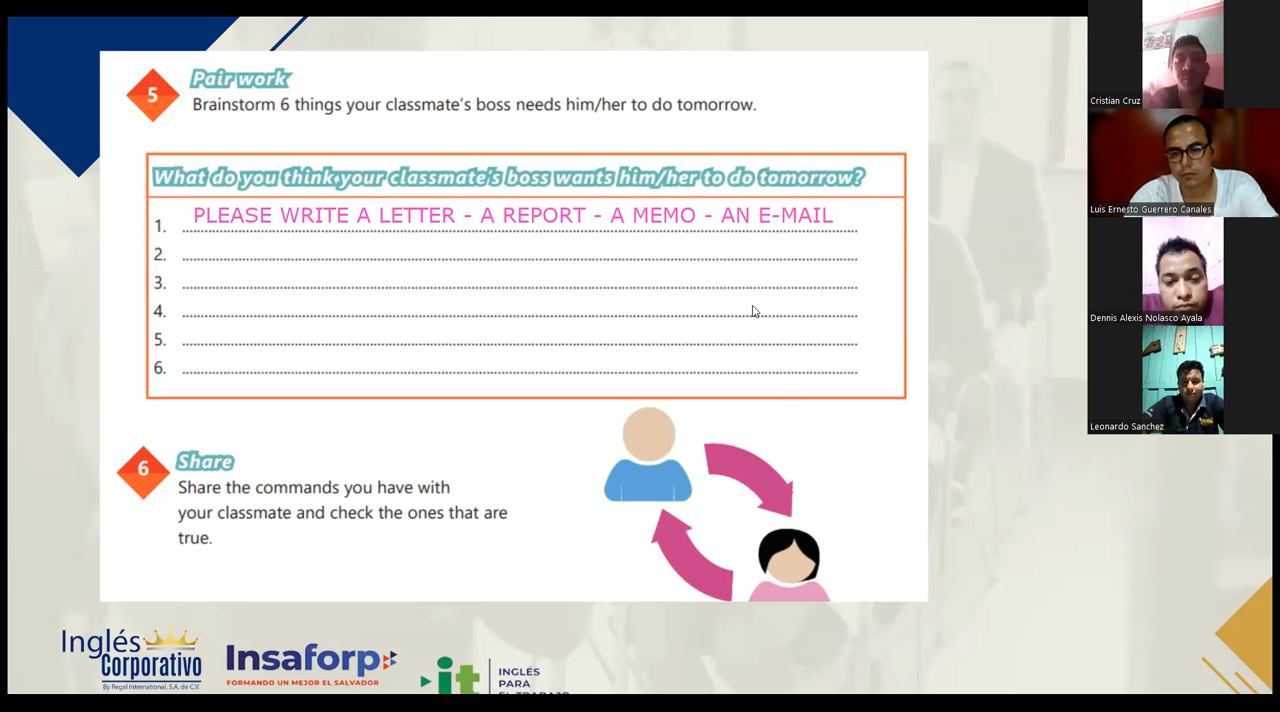 5
Pair work
Brainstorm 6 things your classmate's boss needs him/her to do tomorrow.
What do you think your classmate's boss wants him/her to do tomorrow?
1. PLEASE WRITE A LETTER - A REPORT - A MEMO - AN E-MAIL
2.
3.
4.
5.
6.
6
Share
Share the commands you have with
your classmate and check the ones that are
true.
Inglés
Corporativo
By Regal International, S.A. de C.V.
Insaforp
FORMANDO UN MEJOR EL SALVADOR
it
INGLÉS
PARA
EL TRABAJO
Cristian Cruz
Luis Ernesto Guerrero Canales
Dennis Alexis Nolasco Ayala
Leonardo Sanchez